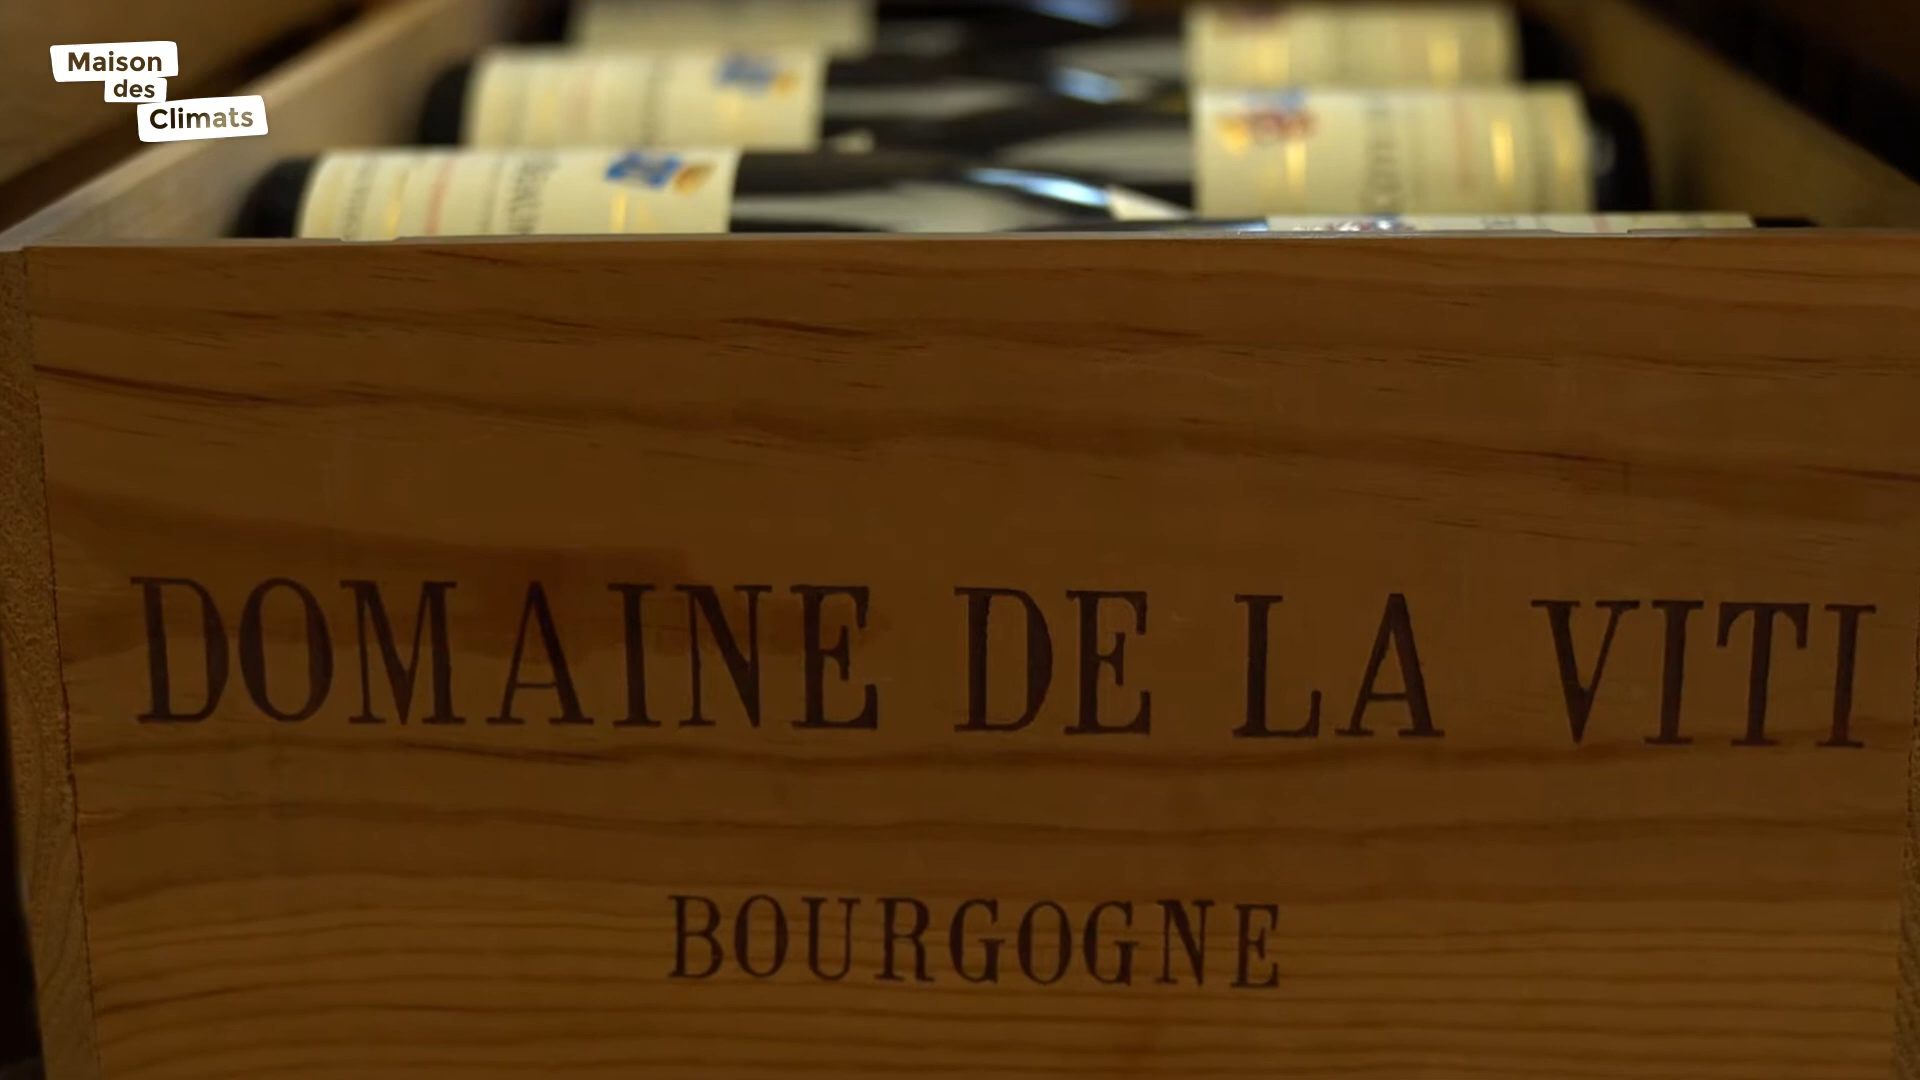 Maison
des
Climats
DOMAINE DE LA VITI
BOURGOGNE